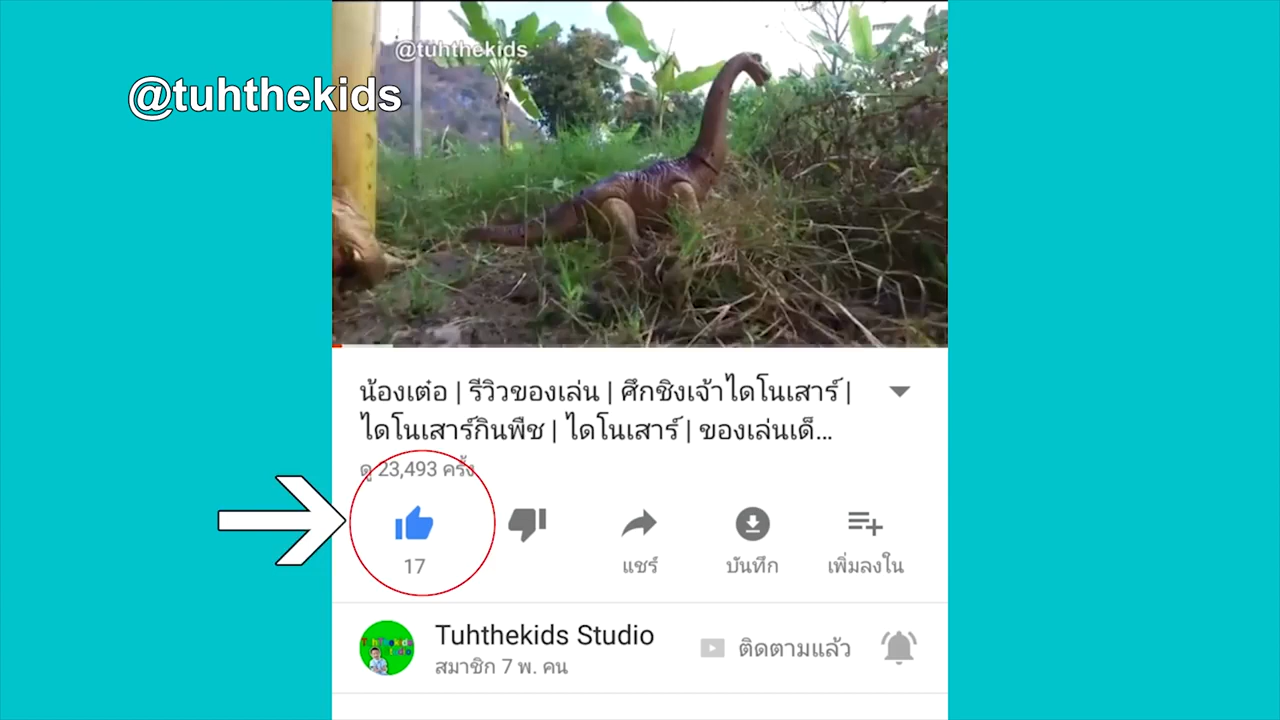 @tuhthekids
@tuhthekids
น้องเต๋อ | รีวิวของเล่น | ศึกชิงเจ้าไดโนเสาร์ |
ไดโนเสาร์กินพืช | ไดโนเสาร์ | ของเล่นเด็...
ดู 23,493 ครั้ง
17
แชร์
บันทึก
เพิ่มลงใน
Tuhthekids Studio
สมาชิก 7 พ. คน
ติดตามแล้ว